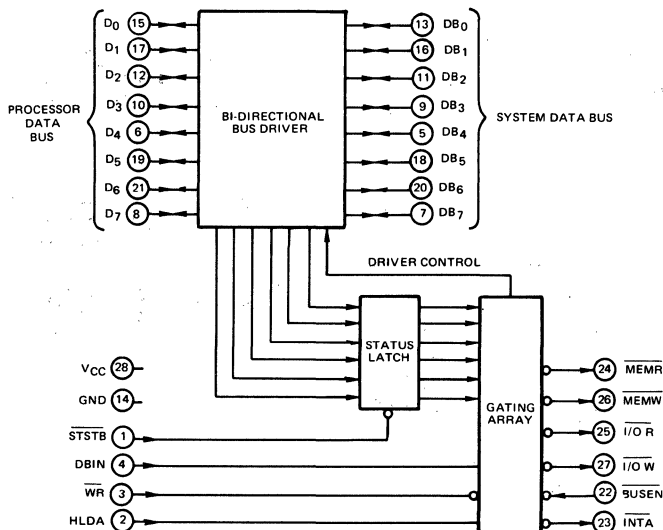 D0 15
D1 17
D2 12
D3 10
D4 6
D5 19
D6 21
D7 8
PROCESSOR
DATA
BUS
BI-DIRECTIONAL
BUS DRIVER
13 DB0
16 DB1
11 DB2
9 DB3
5 DB4
18 DB5
20 DB6
7 DB7
SYSTEM DATA BUS
DRIVER CONTROL
STATUS
LATCH
GATING
ARRAY
VCC 28
GND 14
STSTB 1
DBIN 4
WR 3
HLDA 2
24 MEMR
26 MEMW
25 I/O R
27 I/O W
22 BUSEN
23 INTA